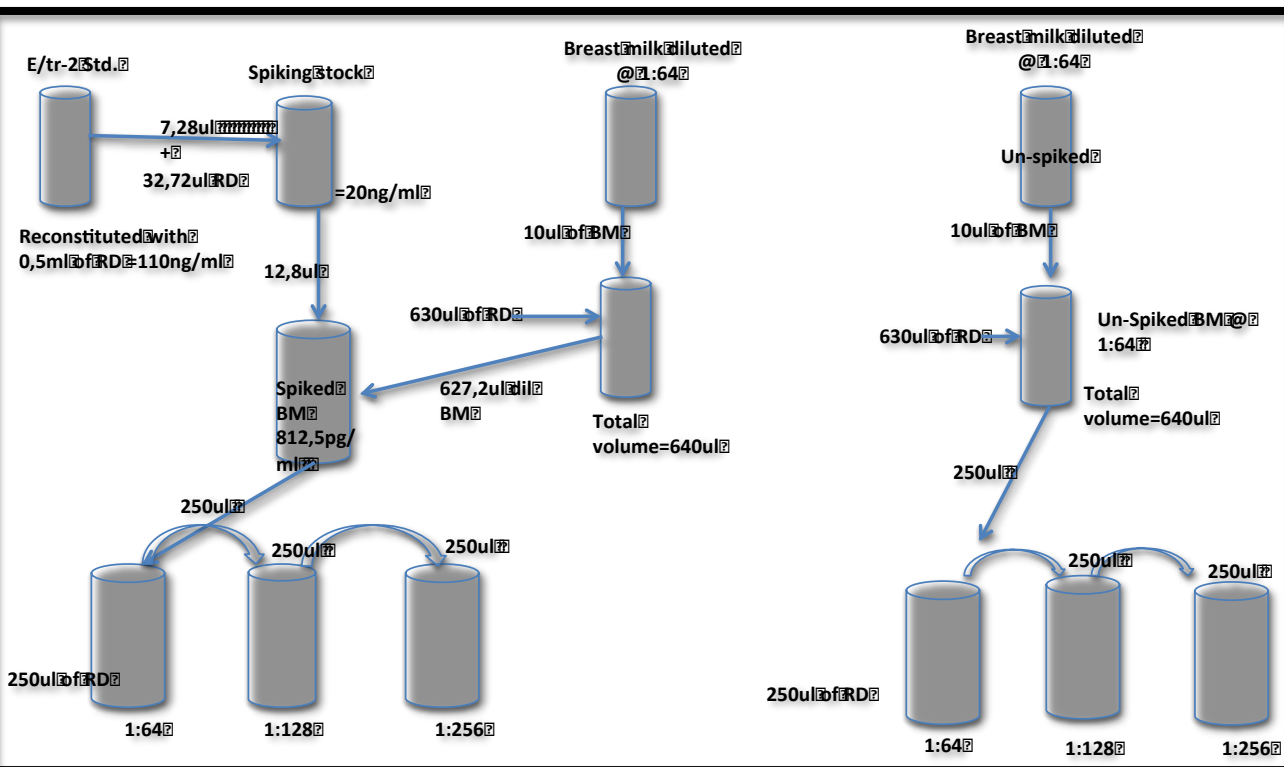 E/tr-2 Std.
Spiking stock
Breast milk diluted
@ 1:64
Breast milk diluted
@ 1:64
7,28ul
+
32,72ul RD
=20ng/ml
Un-spiked
Reconstituted with
0,5ml of RD =110ng/ml
12,8ul
10ul of BM
10ul of BM
630ul of RD
630ul of RD
Un-Spiked BM @
1:64
Spiked
BM
812,5pg/
ml
627,2ul dil
BM
Total
volume=640ul
Total
volume=640ul
250ul
250ul
250ul
250ul
250ul
250ul
250ul of RD
250ul of RD
1:64
1:128
1:256
1:64
1:128
1:256